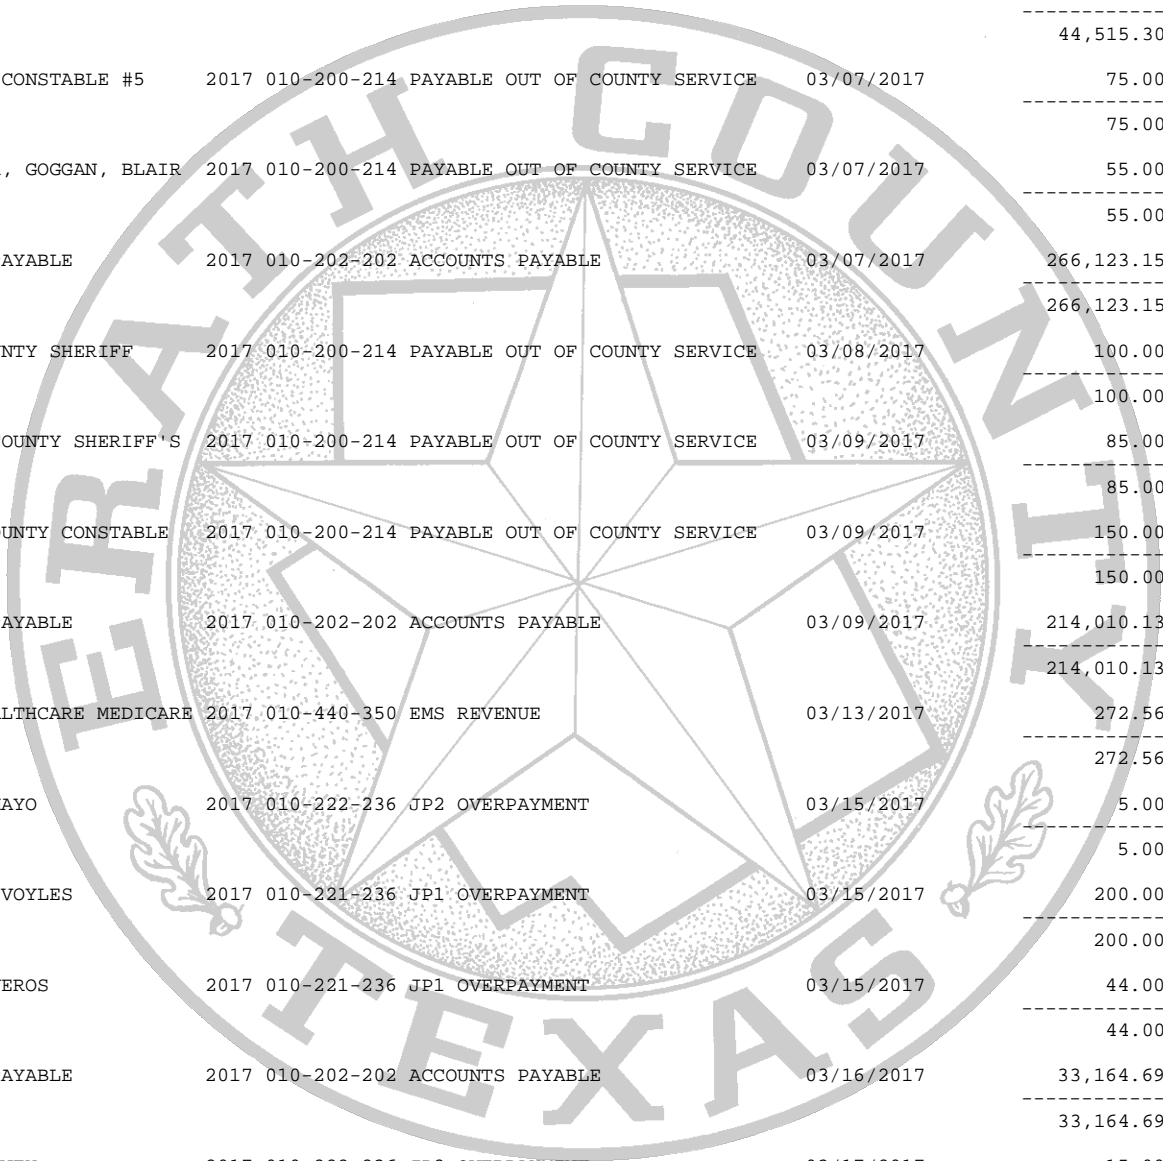 ------------
44,515.30
CONSTABLE #5 2017 010-200-214 PAYABLE OUT OF COUNTY SERVICE 03/07/2017 75.00
------------
75.00
, GOGGAN, BLAIR 2017 010-200-214 PAYABLE OUT OF COUNTY SERVICE 03/07/2017 55.00
------------
55.00
AYABLE 2017 010-202-202 ACCOUNTS PAYABLE 03/07/2017 266,123.15
------------
266,123.15
NTY SHERIFF 2017 010-200-214 PAYABLE OUT OF COUNTY SERVICE 03/08/2017 100.00
------------
100.00
OUNTY SHERIFF'S 2017 010-200-214 PAYABLE OUT OF COUNTY SERVICE 03/09/2017 85.00
------------
85.00
UNTY CONSTABLE 2017 010-200-214 PAYABLE OUT OF COUNTY SERVICE 03/09/2017 150.00
------------
150.00
AYABLE 2017 010-202-202 ACCOUNTS PAYABLE 03/09/2017 214,010.13
------------
214,010.13
LTHCARE MEDICARE 2017 010-440-350 EMS REVENUE 03/13/2017 272.56
------------
272.56
AYO 2017 010-222-236 JP2 OVERPAYMENT 03/15/2017 5.00
------------
5.00
VOYLES 2017 010-221-236 JP1 OVERPAYMENT 03/15/2017 200.00
------------
200.00
EROS 2017 010-221-236 JP1 OVERPAYMENT 03/15/2017 44.00
------------
44.00
AYABLE 2017 010-202-202 ACCOUNTS PAYABLE 03/16/2017 33,164.69
------------
33,164.69
ERATH COUNTY
TEXAS